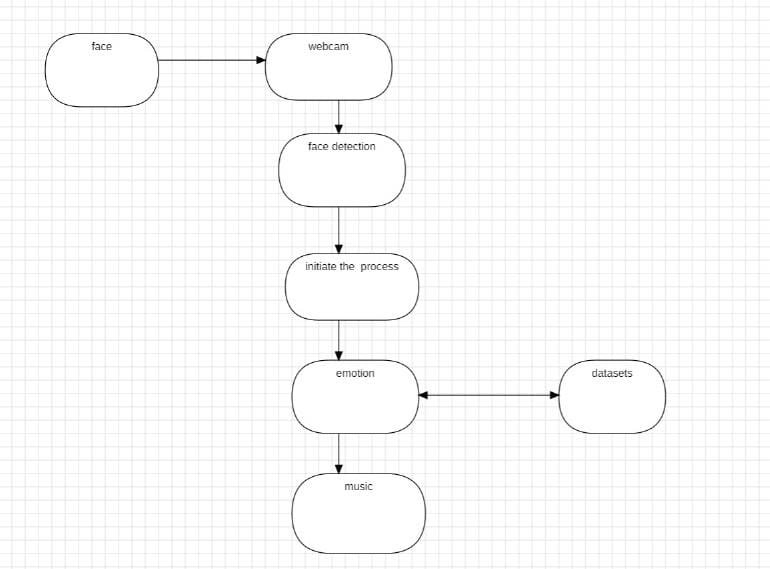 face
webcam
face detection
initiate the process
emotion
datasets
music